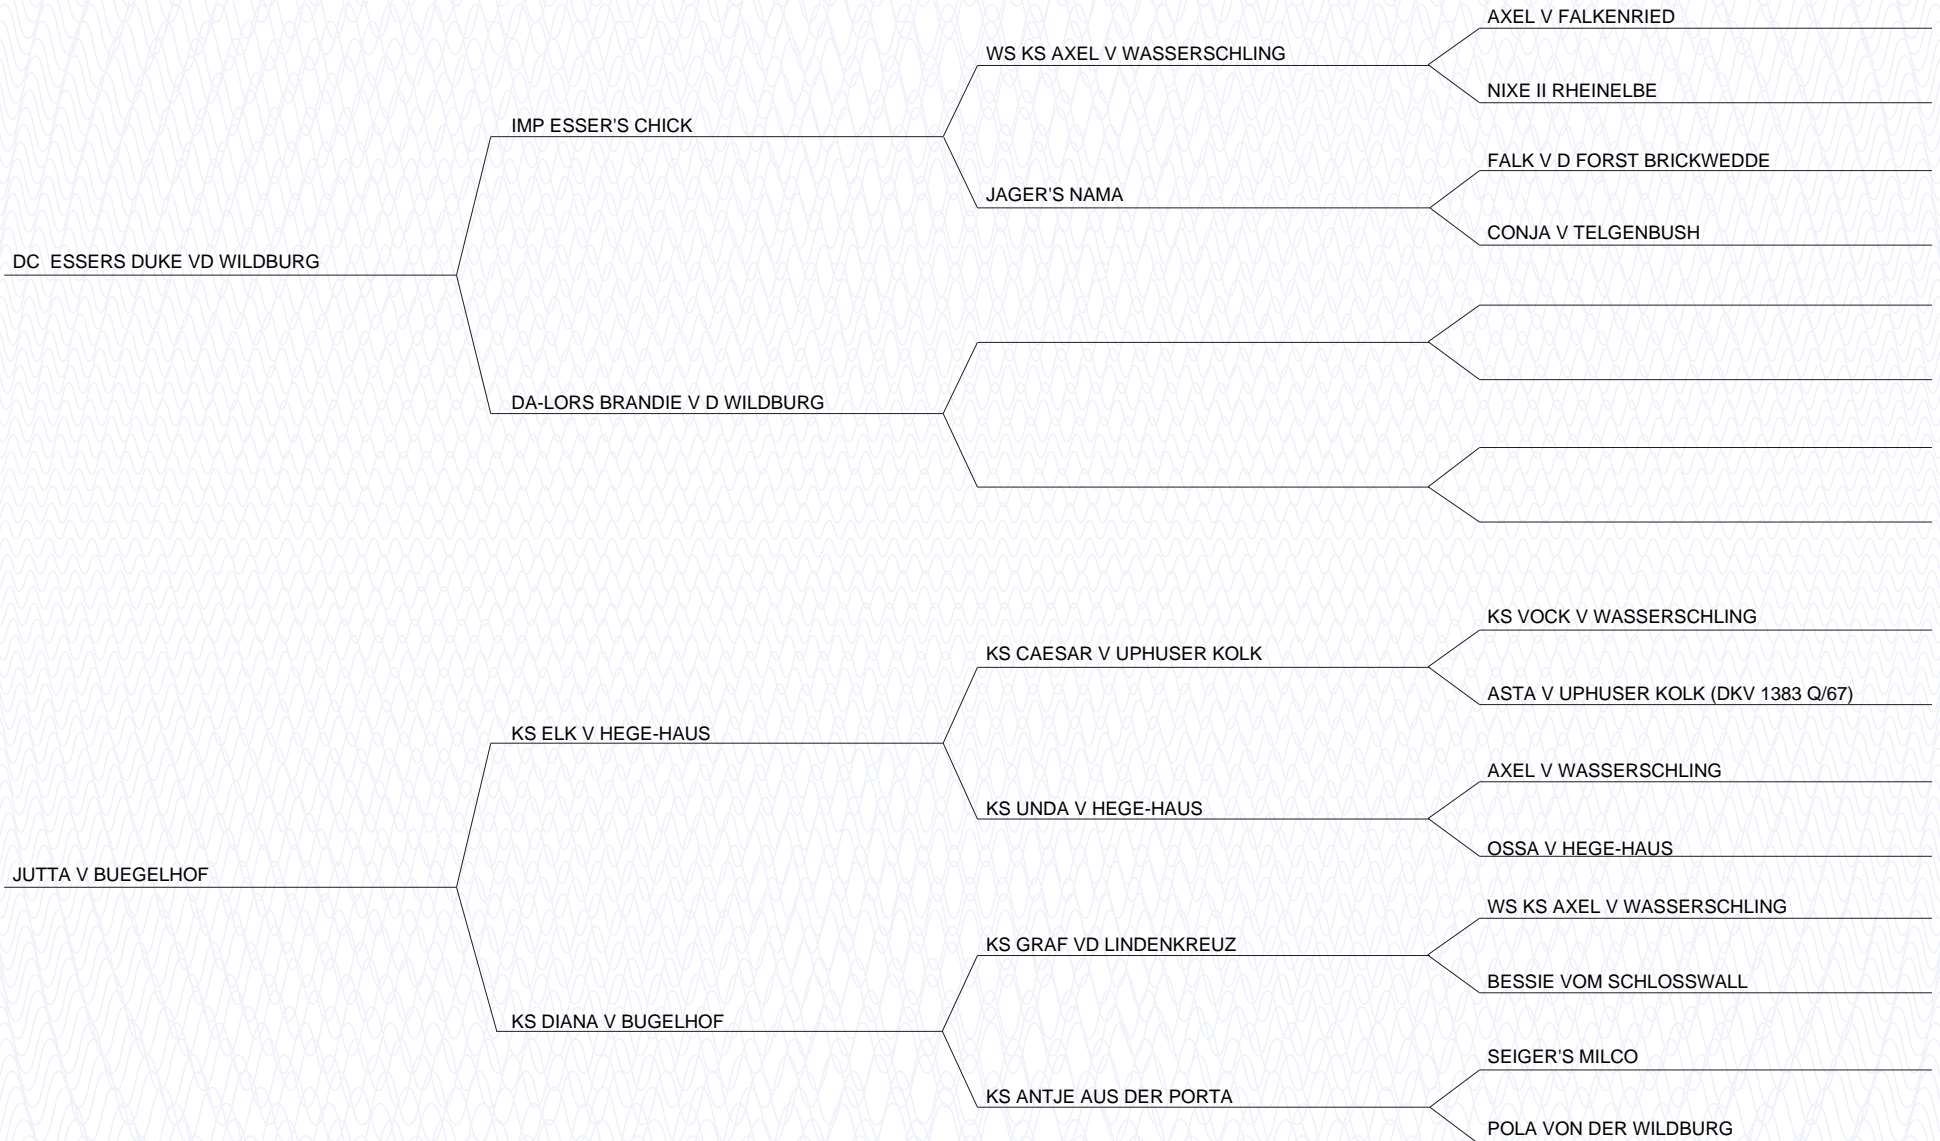 AXEL V FALKENRIED
WS KS AXEL V WASSERSCHLING
NIXE II RHEINELBE
IMP ESSER'S CHICK
FALK V D FORST BRICKWEDDE
JAGER'S NAMA
CONJA V TELGENBUSH
DC  ESSERS DUKE VD WILDBURG
DA-LORS BRANDIE V D WILDBURG
KS VOCK V WASSERSCHLING
KS CAESAR V UPHUSER KOLK
ASTA V UPHUSER KOLK (DKV 1383 Q/67)
KS ELK V HEGE-HAUS
AXEL V WASSERSCHLING
KS UNDA V HEGE-HAUS
OSSA V HEGE-HAUS
JUTTA V BUEGELHOF
WS KS AXEL V WASSERSCHLING
KS GRAF VD LINDENKREUZ
BESSIE VOM SCHLOSSWALL
KS DIANA V BUGELHOF
SEIGER'S MILCO
KS ANTJE AUS DER PORTA
POLA VON DER WILDBURG